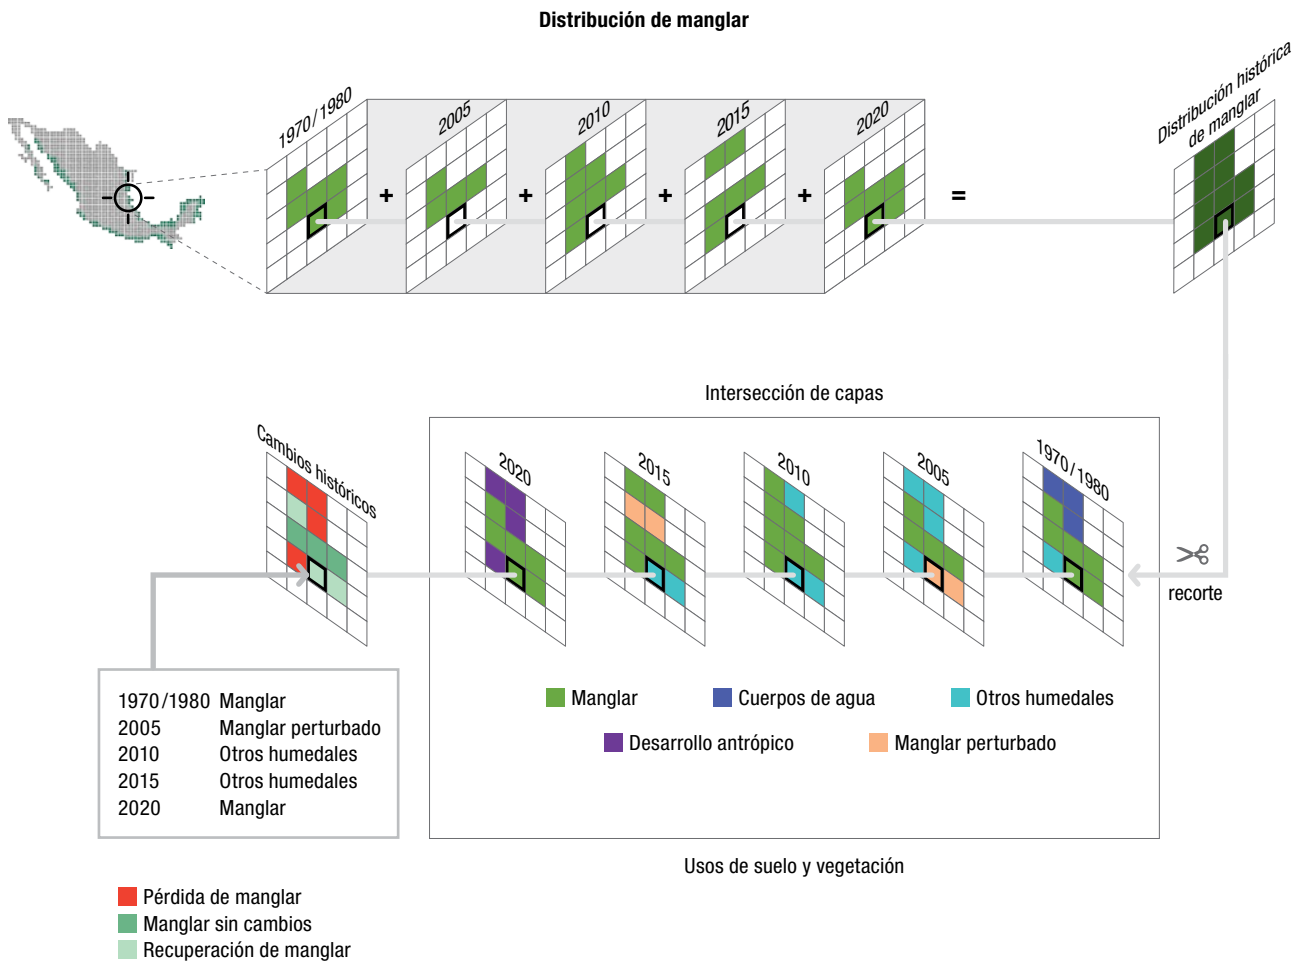 Distribución de manglar
1970/1980
2005
2010
2015
2020
Distribución histórica
de manglar
+
+
+
+
=
Intersección de capas
Cambios históricos
2020
2015
2010
2005
1970/1980
recorte
1970/1980 Manglar
2005 Manglar perturbado
2010 Otros humedales
2015 Otros humedales
2020 Manglar
Manglar
Cuerpos de agua
Otros humedales
Desarrollo antrópico
Manglar perturbado
Usos de suelo y vegetación
Pérdida de manglar
Manglar sin cambios
Recuperación de manglar